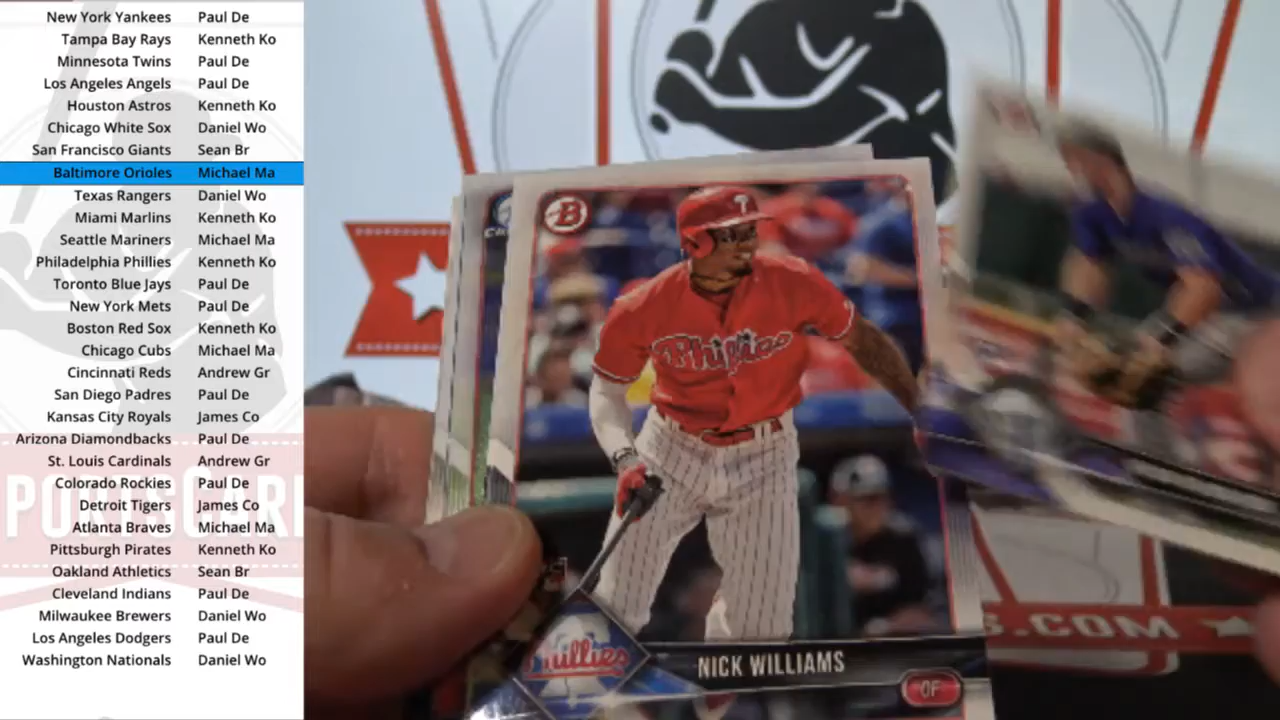 New York Yankees Paul De
Tampa Bay Rays Kenneth Ko
Minnesota Twins Paul De
Los Angeles Angels Paul De
Houston Astros Kenneth Ko
Chicago White Sox Daniel Wo
San Francisco Giants Sean Br
Baltimore Orioles Michael Ma
Texas Rangers Daniel Wo
Miami Marlins Kenneth Ko
Seattle Mariners Michael Ma
Philadelphia Phillies Kenneth Ko
Toronto Blue Jays Paul De
New York Mets Paul De
Boston Red Sox Kenneth Ko
Chicago Cubs Michael Ma
Cincinnati Reds Andrew Gr
San Diego Padres Paul De
Kansas City Royals James Co
Arizona Diamondbacks Paul De
St. Louis Cardinals Andrew Gr
Colorado Rockies Paul De
Detroit Tigers James Co
Atlanta Braves Michael Ma
Pittsburgh Pirates Kenneth Ko
Oakland Athletics Sean Br
Cleveland Indians Paul De
Milwaukee Brewers Daniel Wo
Los Angeles Dodgers Paul De
Washington Nationals Daniel Wo
B
Phillies
Phillies
NICK WILLIAMS
OF
S.COM